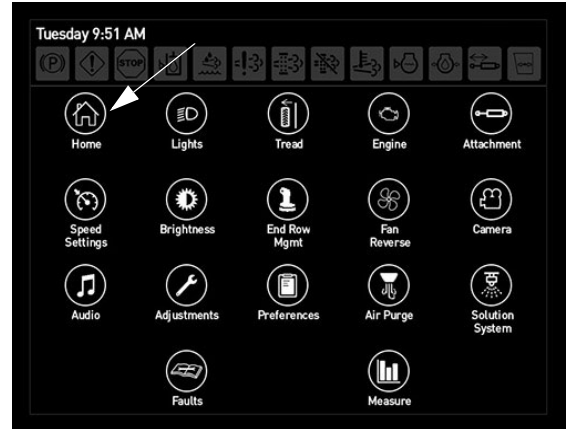 Tuesday 9:51 AM
(P)
STOP
Home Lights Tread Engine Attachment
Speed Settings Brightness End Row Mgmt Fan Reverse Camera
Audio Adjustments Preferences Air Purge Solution System
Faults Measure